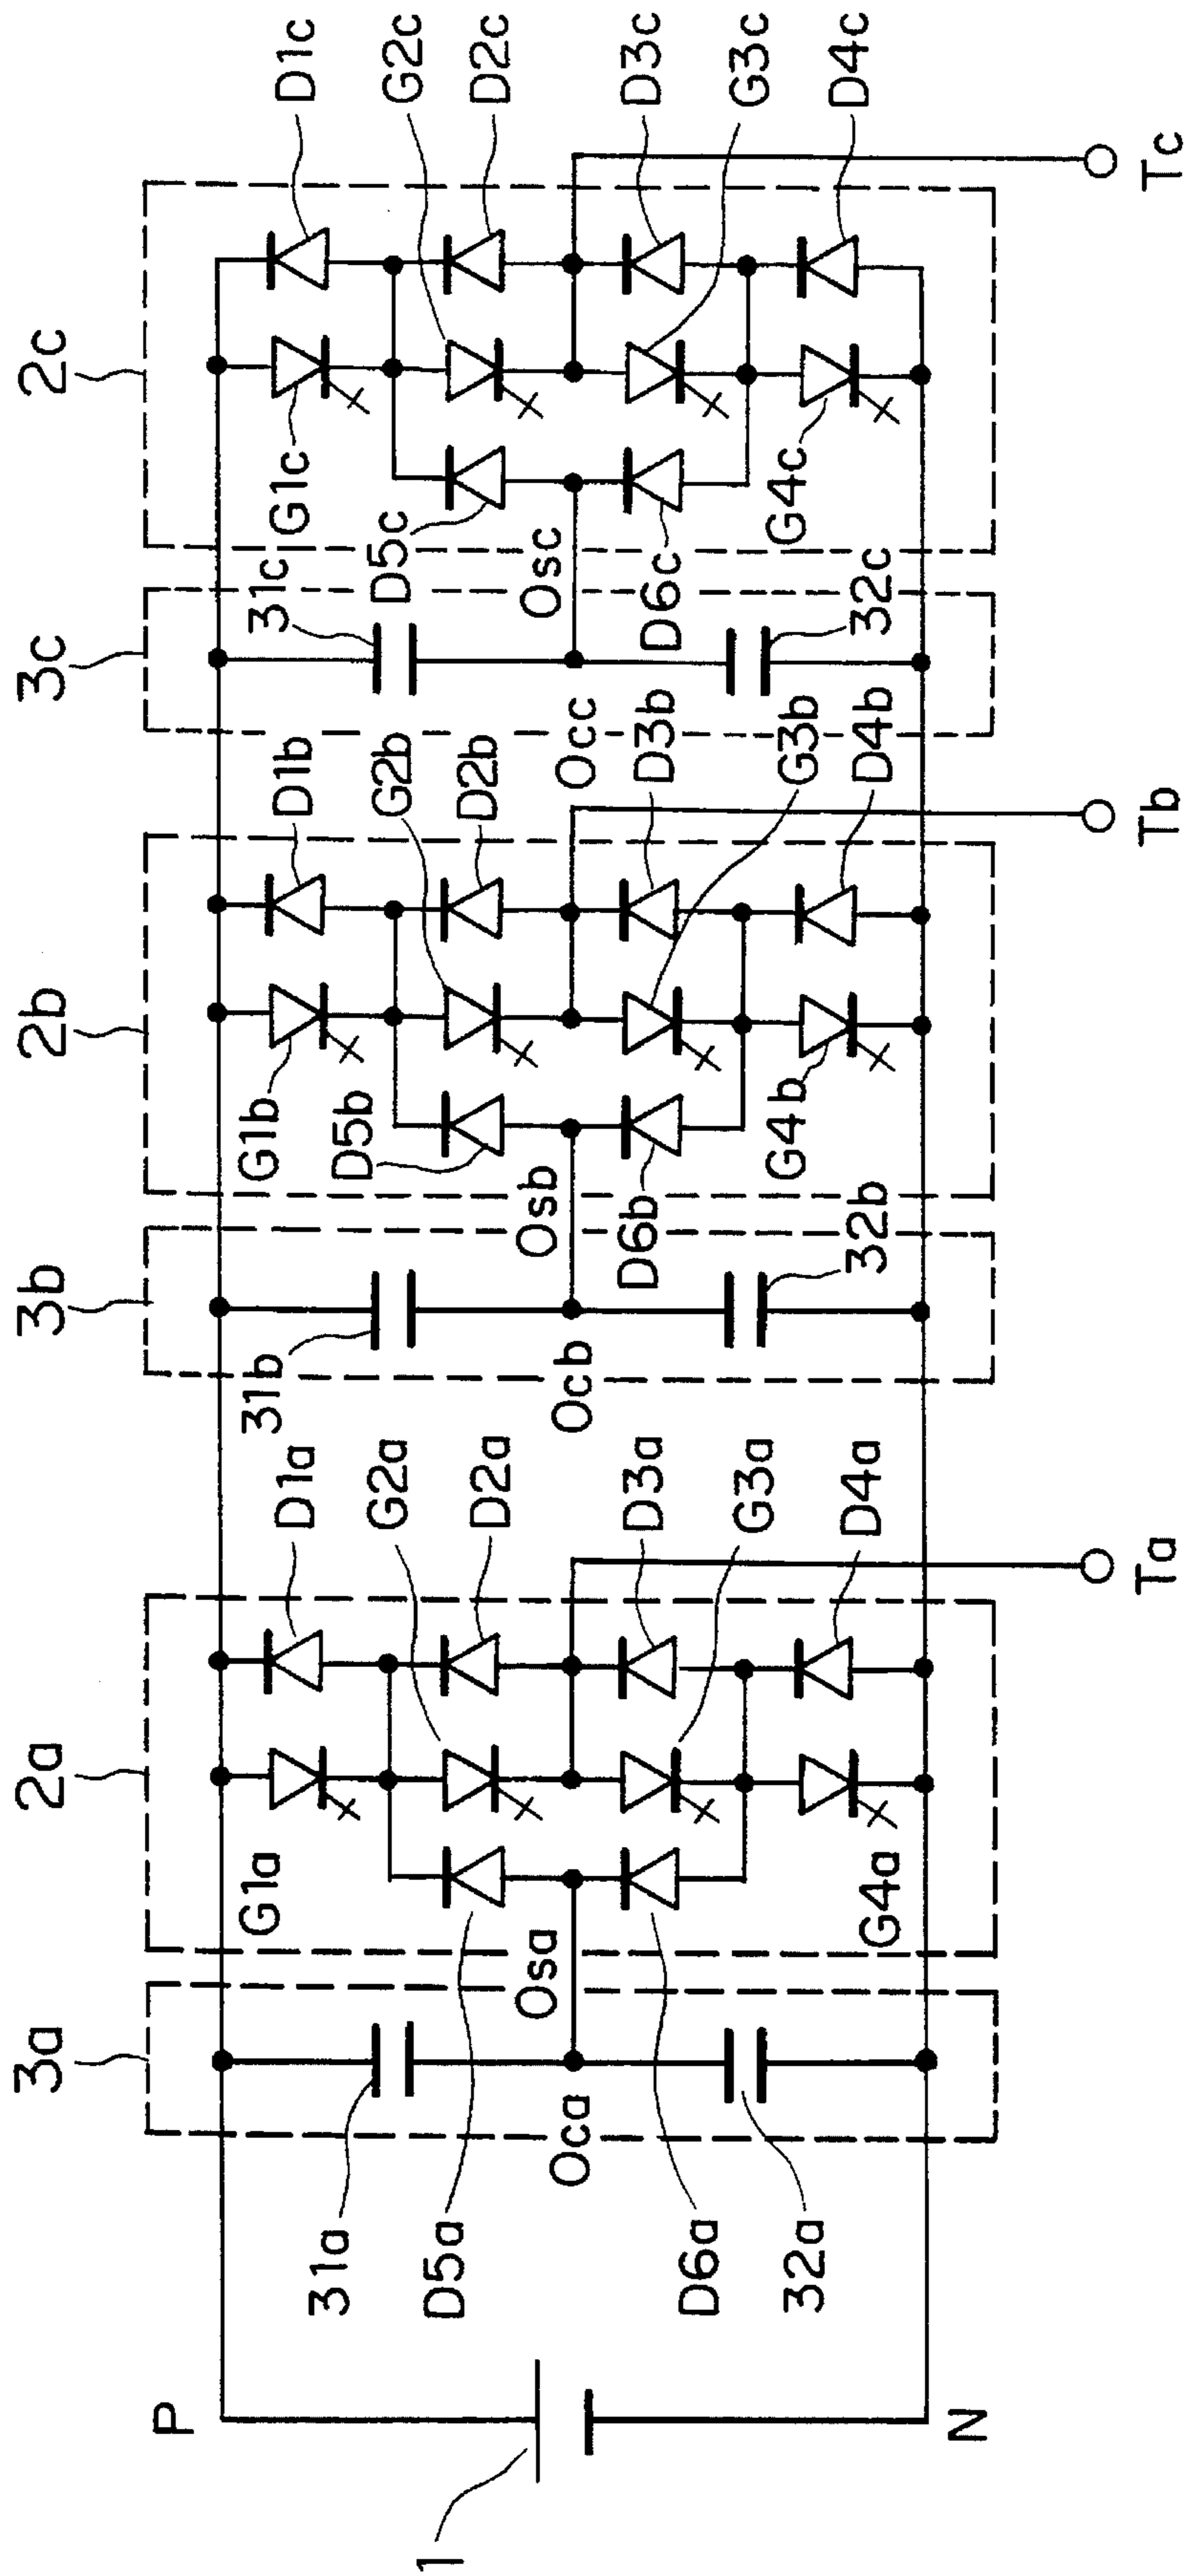 3a
2a
3b
2b
3c
2c
P
1
N
31a
D5a
D6a
32a
Oca
Osa
G1a
G4a
D1a
G2a
D2a
D3a
G3a
D4a
Ta
31b
Ocb
Osb
D6b
32b
G1b
D5b
G4b
D1b
G2b
D2b
D3b
G3b
D4b
Tb
Occ
31c
D5c
Osc
D6c
32c
G1c
G4c
D1c
G2c
D2c
D3c
G3c
D4c
Tc